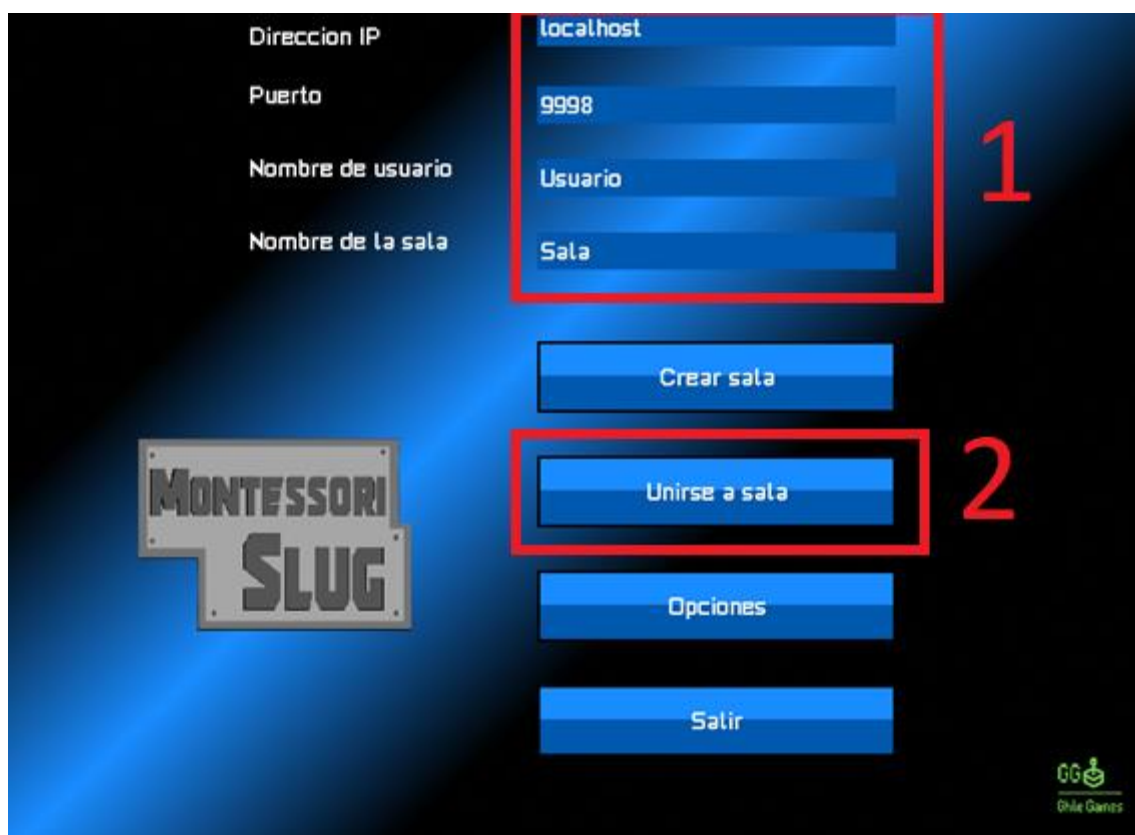 Direccion IP
localhost
Puerto
9998
Nombre de usuario
Usuario
Nombre de la sala
Sala
1
Crear sala
Unirse a sala
2
MONTESSORI
SLUG
Opciones
Salir
GG
Ghile Games